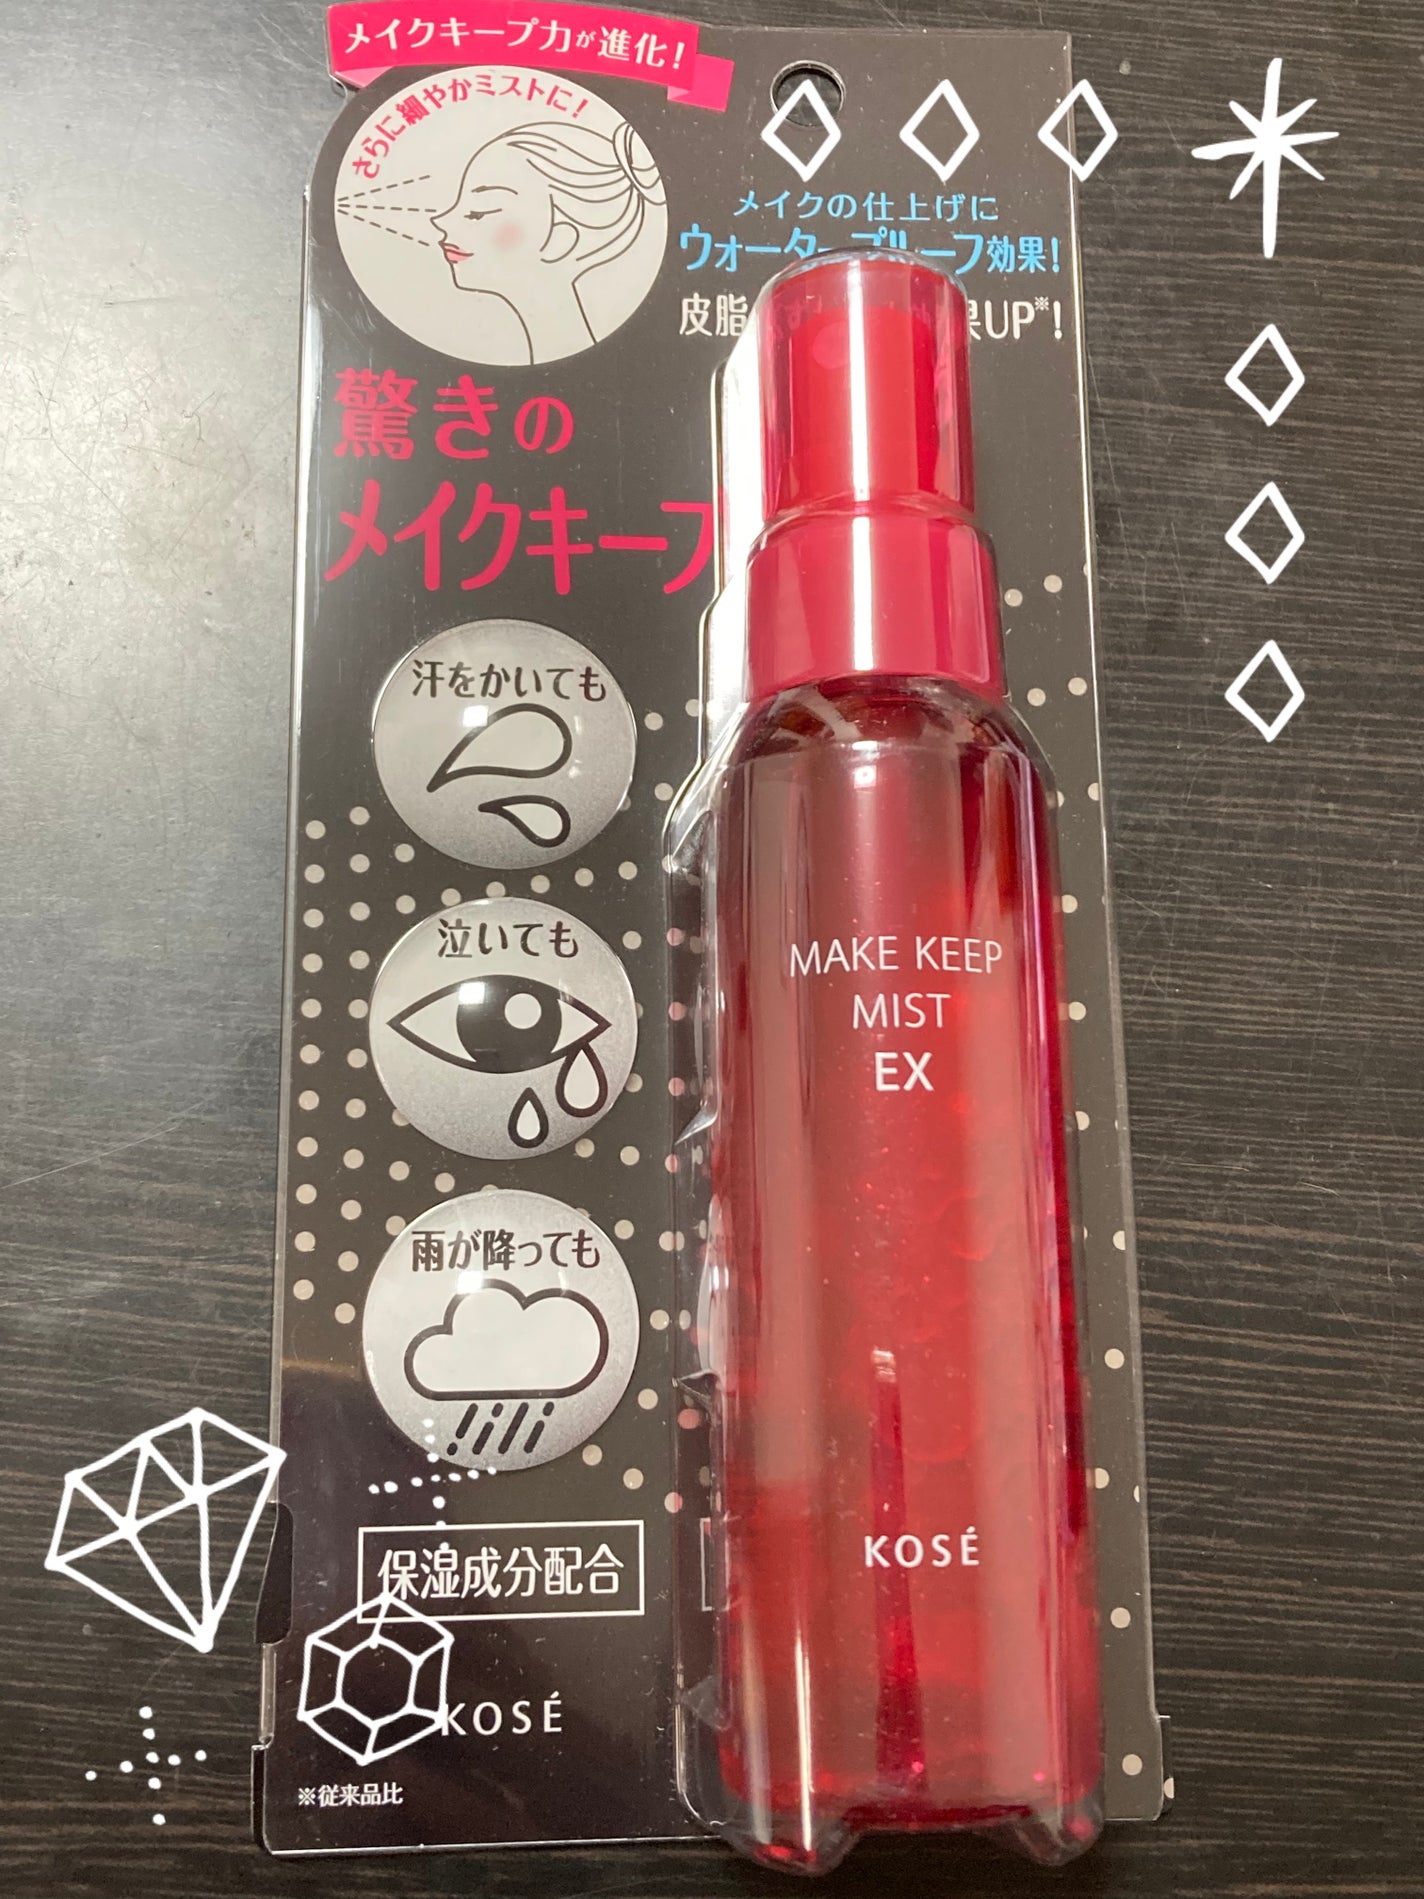 メイクキープ力が進化!
さらに細やかミストに!
メイクの仕上げに
ウォータープルーフ効果!
皮脂
UP※!
驚きの
メイクキープ
汗をかいても
泣いても
雨が降っても
MAKE KEEP
MIST
EX
KOSÉ
保湿成分配合
KOSÉ
※従来品比